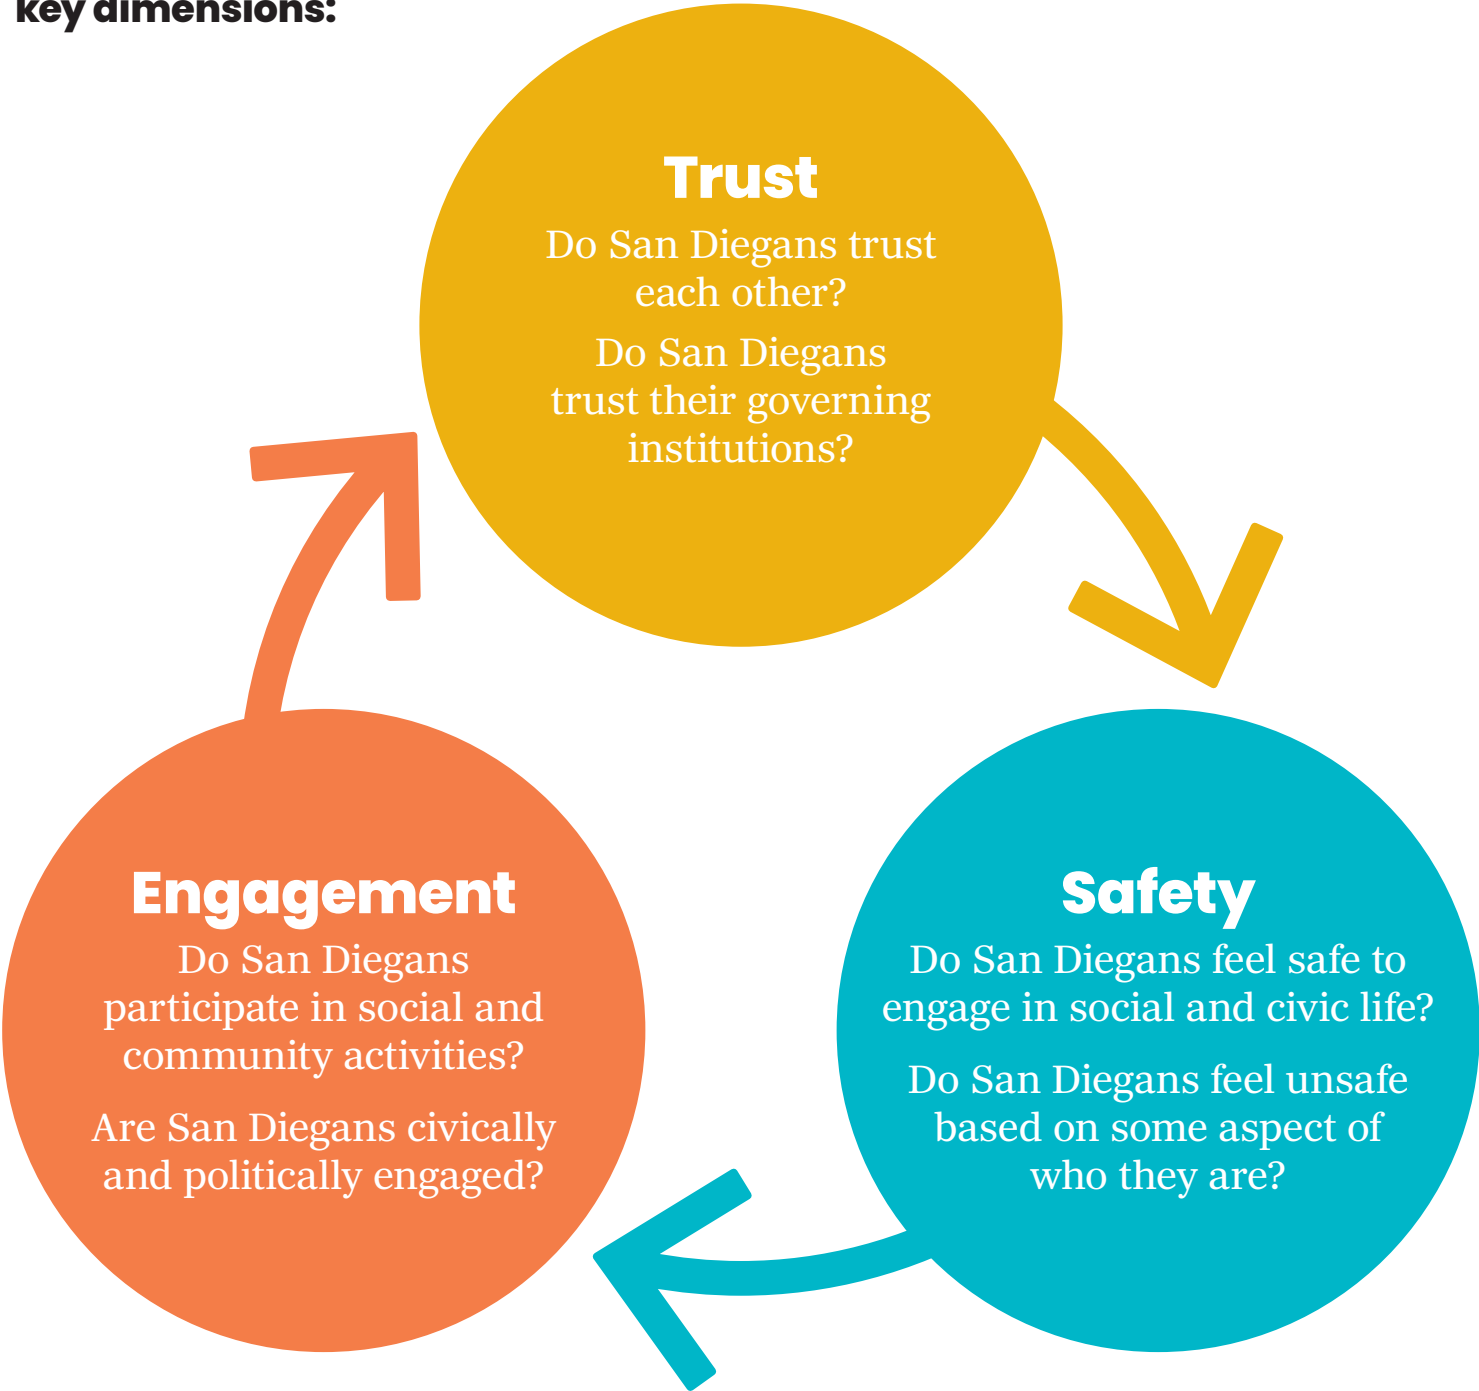 key dimensions:
Trust
Do San Diegans trust
each other?
Do San Diegans
trust their governing
institutions?
Engagement
Do San Diegans
participate in social and
community activities?
Are San Diegans civically
and politically engaged?
Safety
Do San Diegans feel safe to
engage in social and civic life?
Do San Diegans feel unsafe
based on some aspect of
who they are?